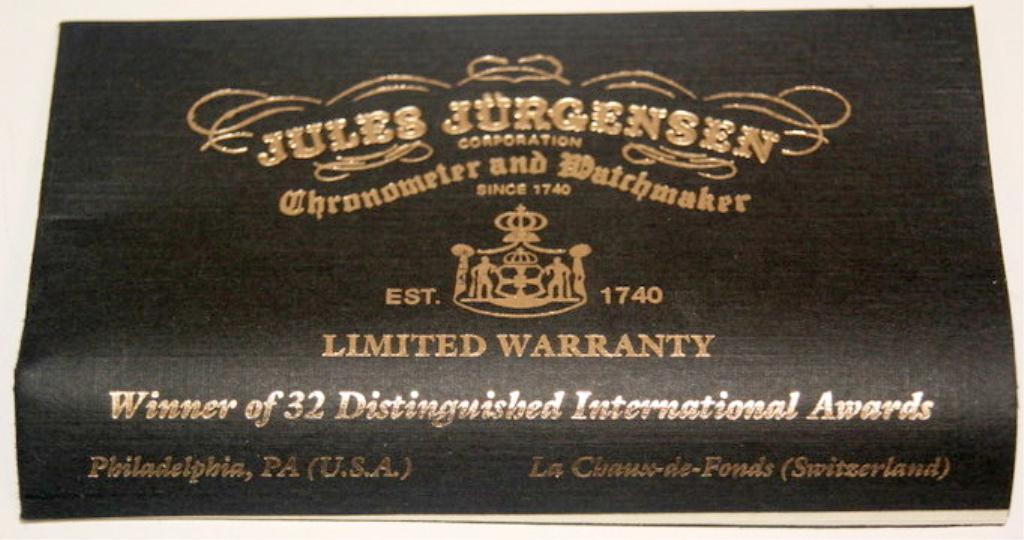 JULES JÜRGENSEN
CORPORATION
Chronometer and Watchmaker
SINCE 1740
EST. 1740
LIMITED WARRANTY
Winner of 32 Distinguished International Awards
Philadelphia, PA (U.S.A.) La Chaux-de-Fonds (Switzerland)